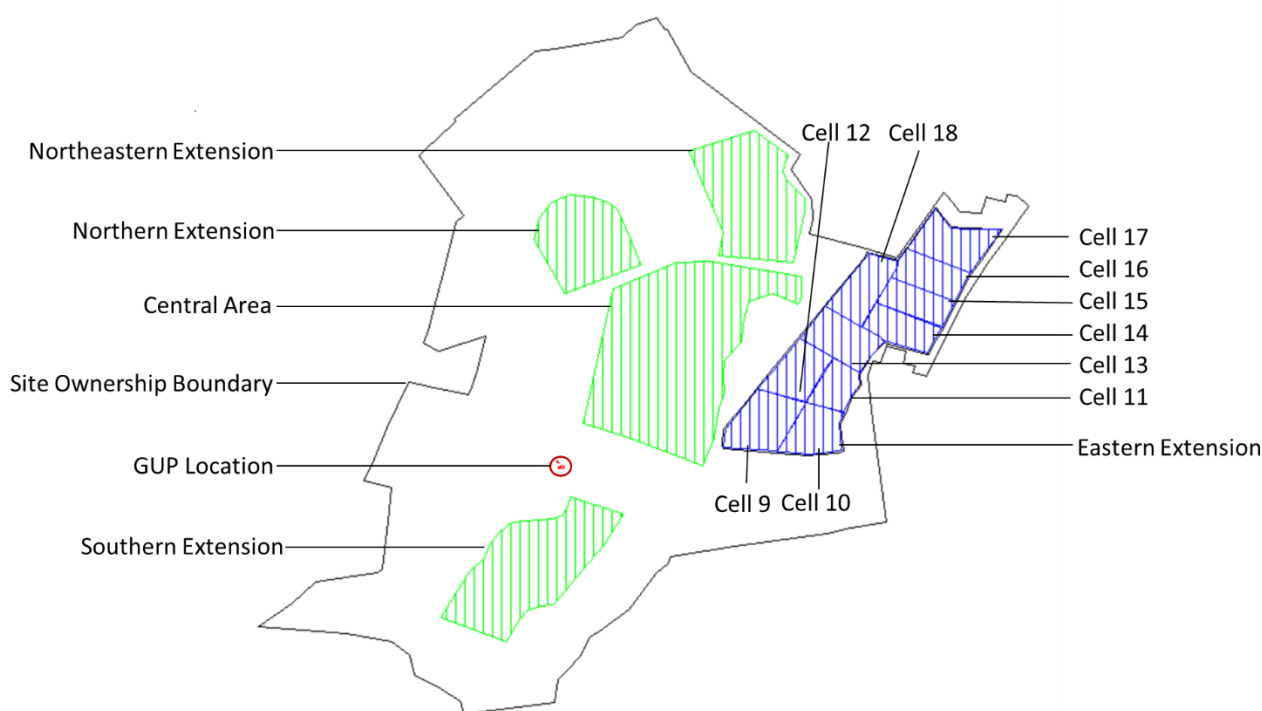 Northeastern Extension
Northern Extension
Central Area
Site Ownership Boundary
GUP Location
Southern Extension
Cell 12
Cell 18
Cell 17
Cell 16
Cell 15
Cell 14
Cell 13
Cell 11
Eastern Extension
Cell 9
Cell 10